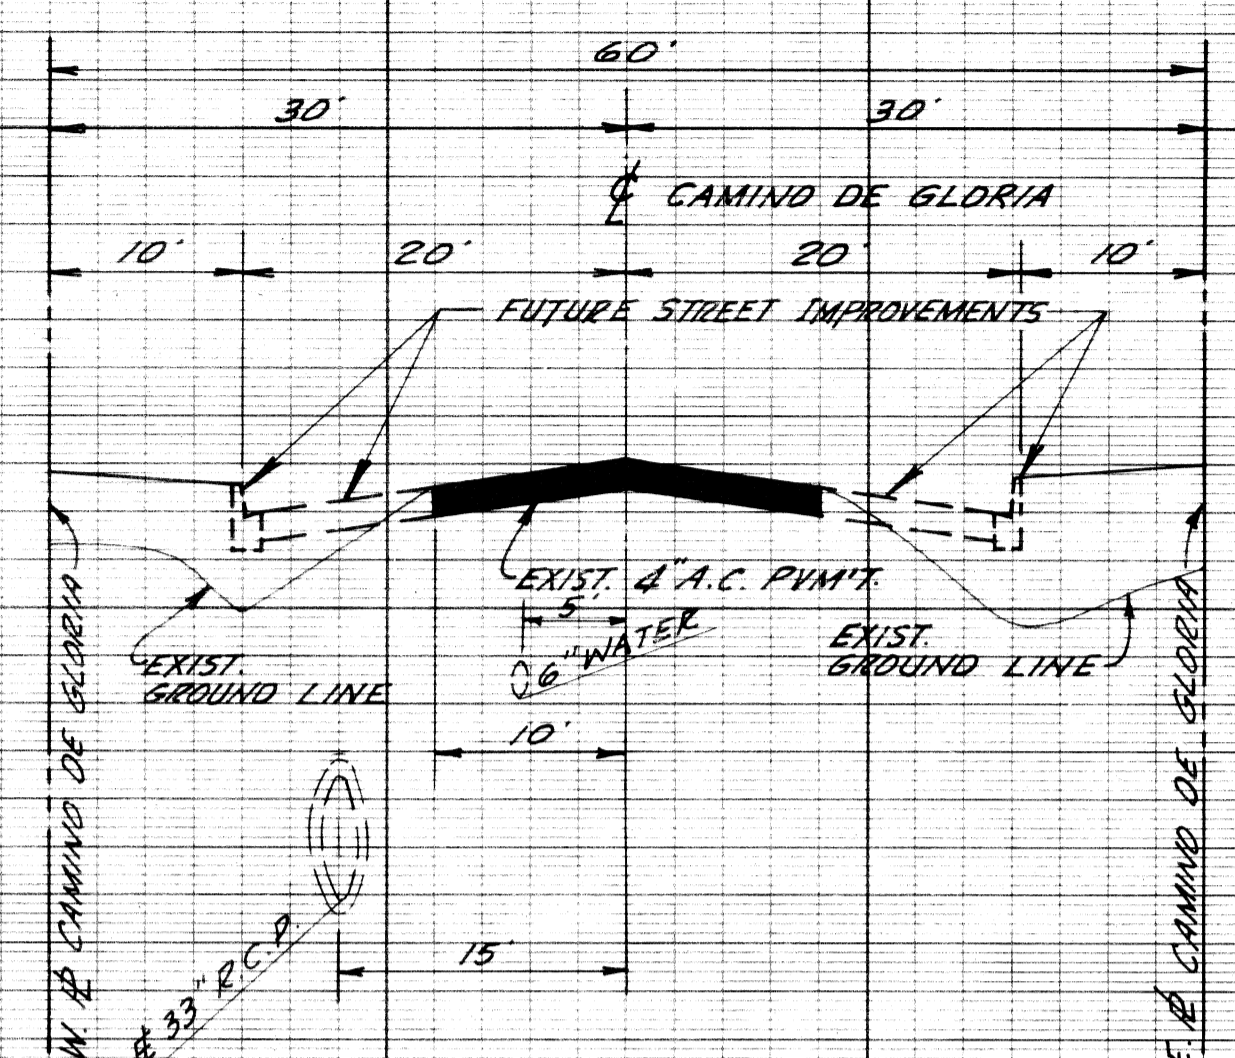 60'
30'
30'
℄ CAMINO DE GLORIA
10'
20'
20'
10'
FUTURE STREET IMPROVEMENTS
EXIST. 4" A.C. PVM'T.
5'
6" WATER
EXIST.
GROUND LINE
EXIST.
GROUND LINE
10'
15'
℄ 33" R.C.P.
W. ⅊ CAMINO DE GLORIA
E. ⅊ CAMINO DE GLORIA